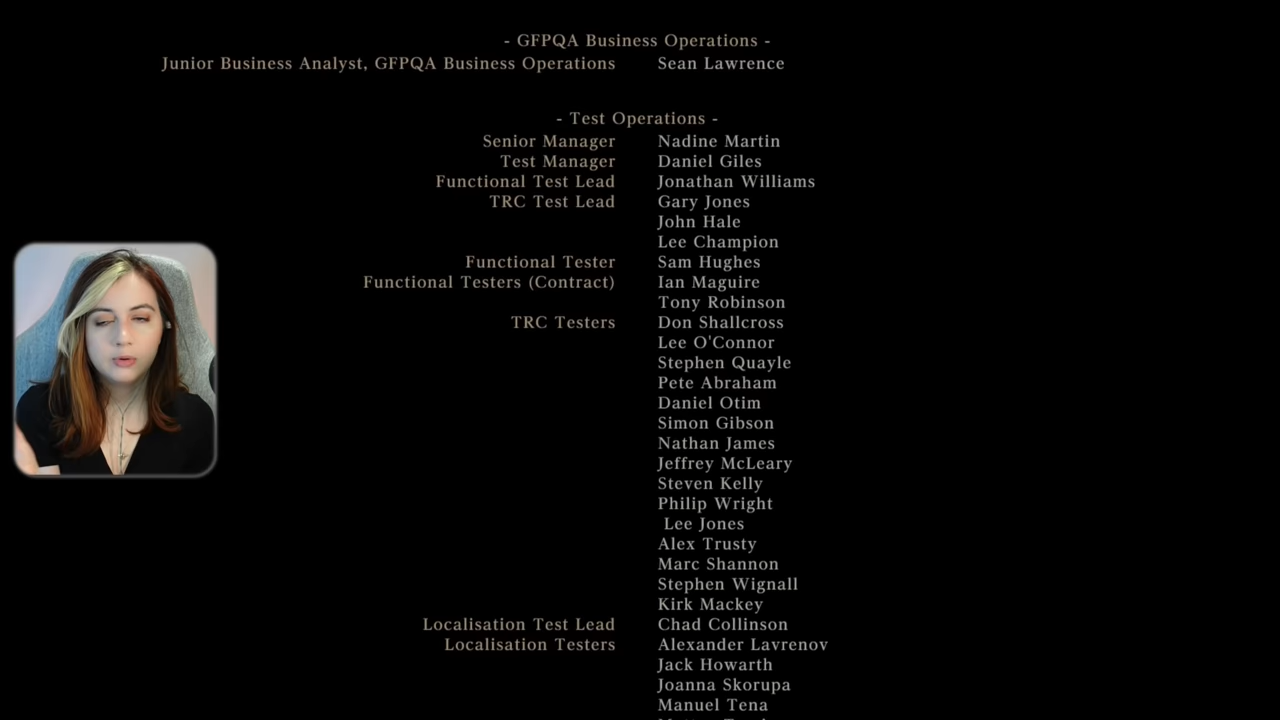 - GFPQA Business Operations -
Junior Business Analyst, GFPQA Business Operations Sean Lawrence
- Test Operations -
Senior Manager Nadine Martin
Test Manager Daniel Giles
Functional Test Lead Jonathan Williams
TRC Test Lead Gary Jones
John Hale
Lee Champion
Functional Tester Sam Hughes
Functional Testers (Contract) Ian Maguire
Tony Robinson
TRC Testers Don Shallcross
Lee O'Connor
Stephen Quayle
Pete Abraham
Daniel Otim
Simon Gibson
Nathan James
Jeffrey McLeary
Steven Kelly
Philip Wright
Lee Jones
Alex Trusty
Marc Shannon
Stephen Wignall
Kirk Mackey
Localisation Test Lead Chad Collinson
Localisation Testers Alexander Lavrenov
Jack Howarth
Joanna Skorupa
Manuel Tena